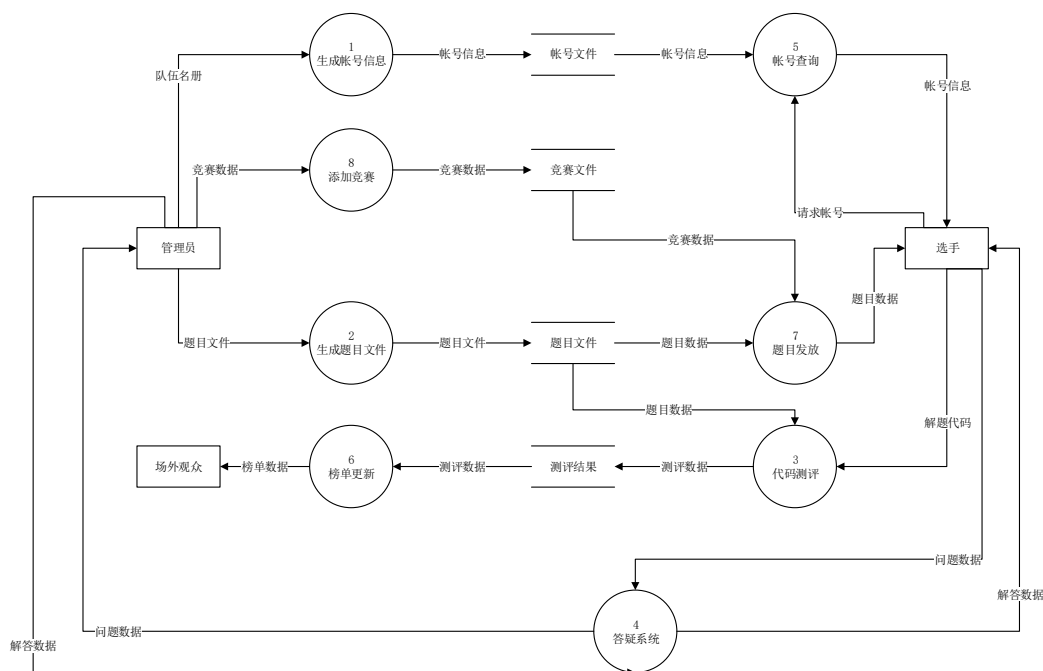 1
生成帐号信息
帐号信息
帐号文件
帐号信息
5
帐号查询
队伍名册
帐号信息
8
添加竞赛
竞赛数据
竞赛数据
竞赛文件
请求帐号
管理员
竞赛数据
选手
题目数据
2
生成题目文件
题目文件
题目文件
题目文件
题目数据
7
题目发放
题目数据
解题代码
场外观众
榜单数据
6
榜单更新
测评数据
测评结果
测评数据
3
代码测评
问题数据
解答数据
4
答疑系统
问题数据
解答数据